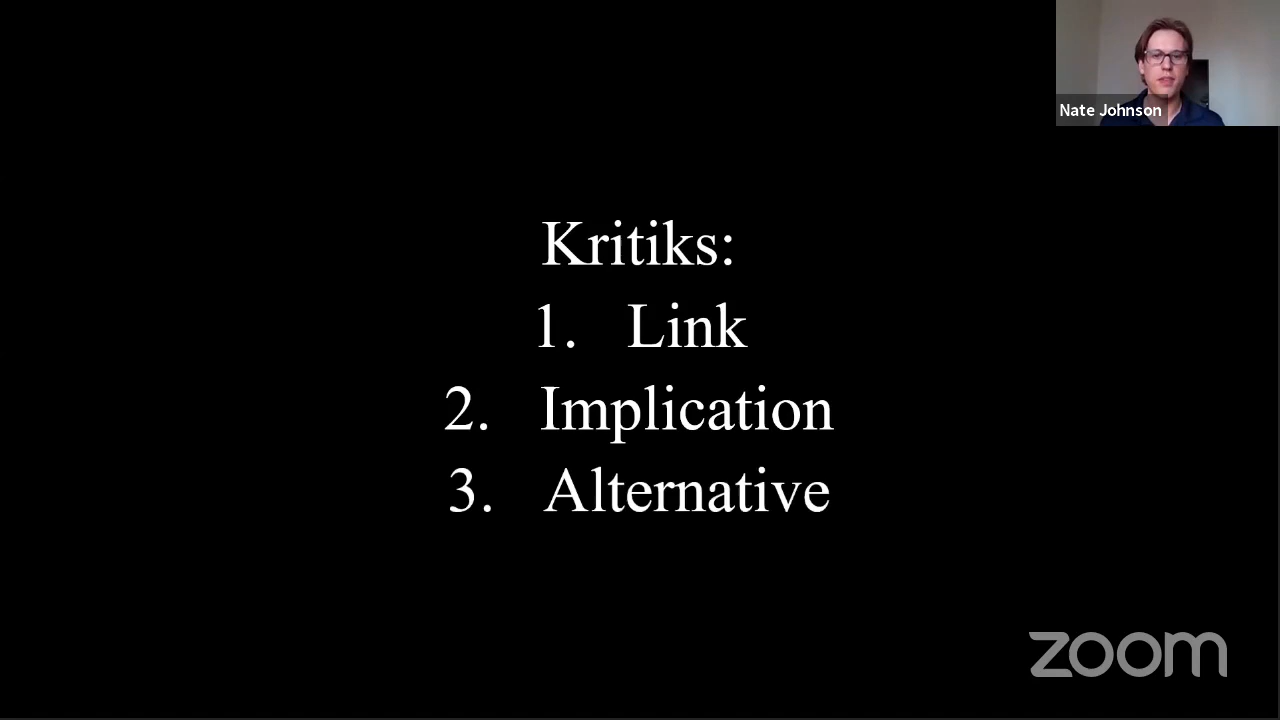 Nate Johnson
Kritiks:
1. Link
2. Implication
3. Alternative
zoom